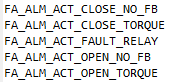 FA_ALM_ACT_CLOSE_NO_FB
FA_ALM_ACT_CLOSE_TORQUE
FA_ALM_ACT_FAULT_RELAY
FA_ALM_ACT_OPEN_NO_FB
FA_ALM_ACT_OPEN_TORQUE